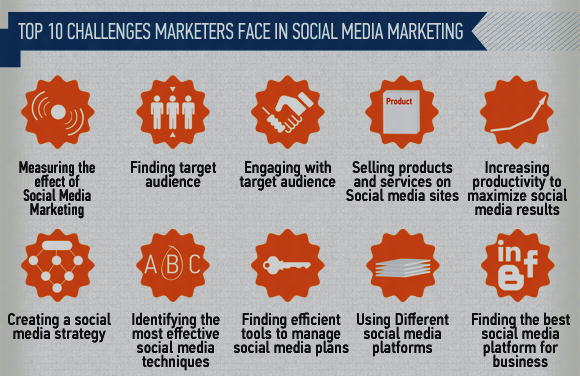 TOP 10 CHALLENGES MARKETERS FACE IN SOCIAL MEDIA MARKETING
Product
Measuring the
effect of
Social Media
Marketing
Finding target
audience
Engaging with
target audience
Selling products
and services on
Social media sites
Increasing
productivity to
maximize social
media results
A B C
in
f
B
Creating a social
media strategy
Identifying the
most effective
social media
techniques
Finding efficient
tools to manage
social media plans
Using Different
social media
platforms
Finding the best
social media
platform for
business